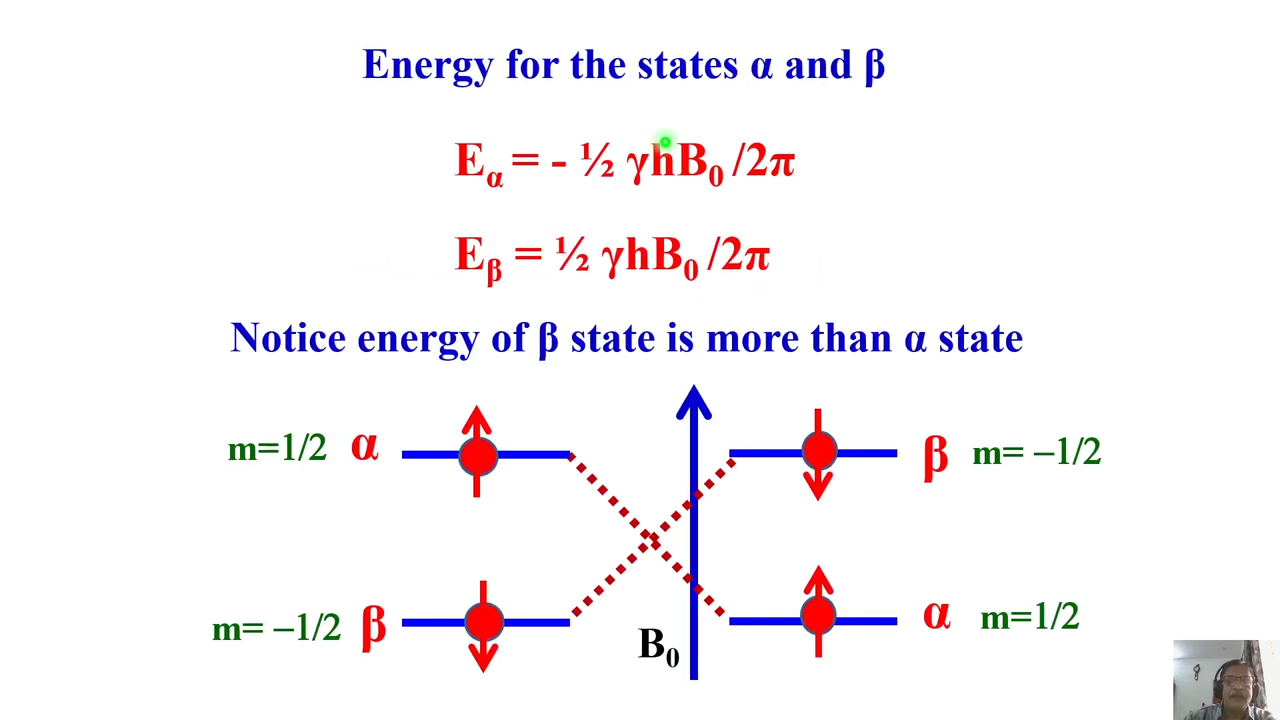 Energy for the states α and β
Eα = - ½ γhB0 /2π
Eβ = ½ γhB0 /2π
Notice energy of β state is more than α state
m=1/2 α
β m= −1/2
m= −1/2 β
α m=1/2
B0